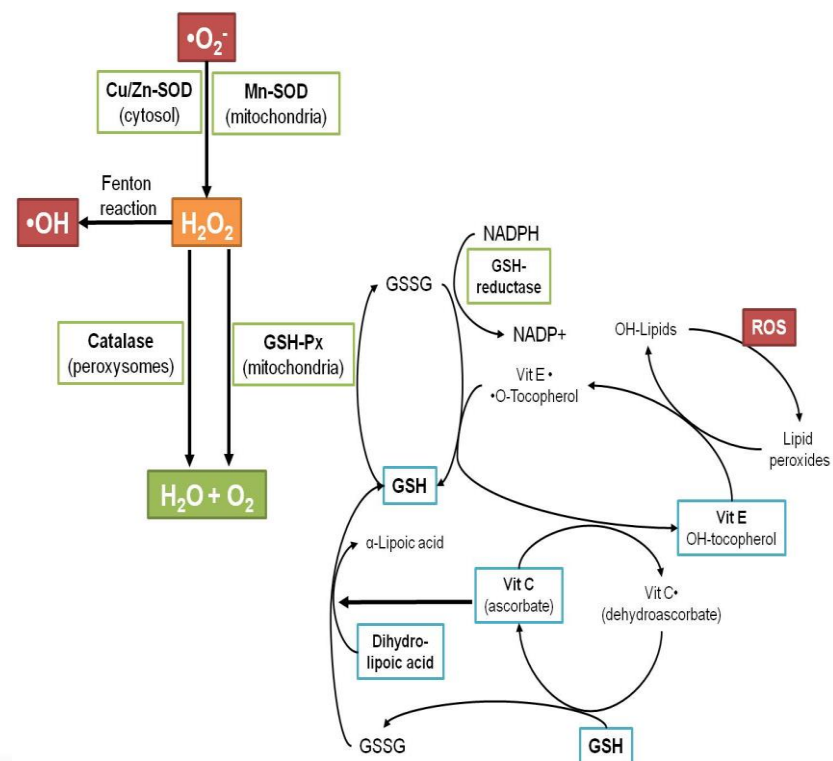 •O₂⁻
Cu/Zn-SOD
(cytosol)
Mn-SOD
(mitochondria)
Fenton
reaction
•OH
H₂O₂
NADPH
GSH-
reductase
GSSG
NADP+
OH-Lipids
ROS
Catalase
(peroxysomes)
GSH-Px
(mitochondria)
Vit E •
•O-Tocopherol
Lipid
peroxides
H₂O + O₂
GSH
Vit E
OH-tocopherol
α-Lipoic acid
Vit C
(ascorbate)
Vit C•
(dehydroascorbate)
Dihydro-
lipoic acid
GSSG
GSH